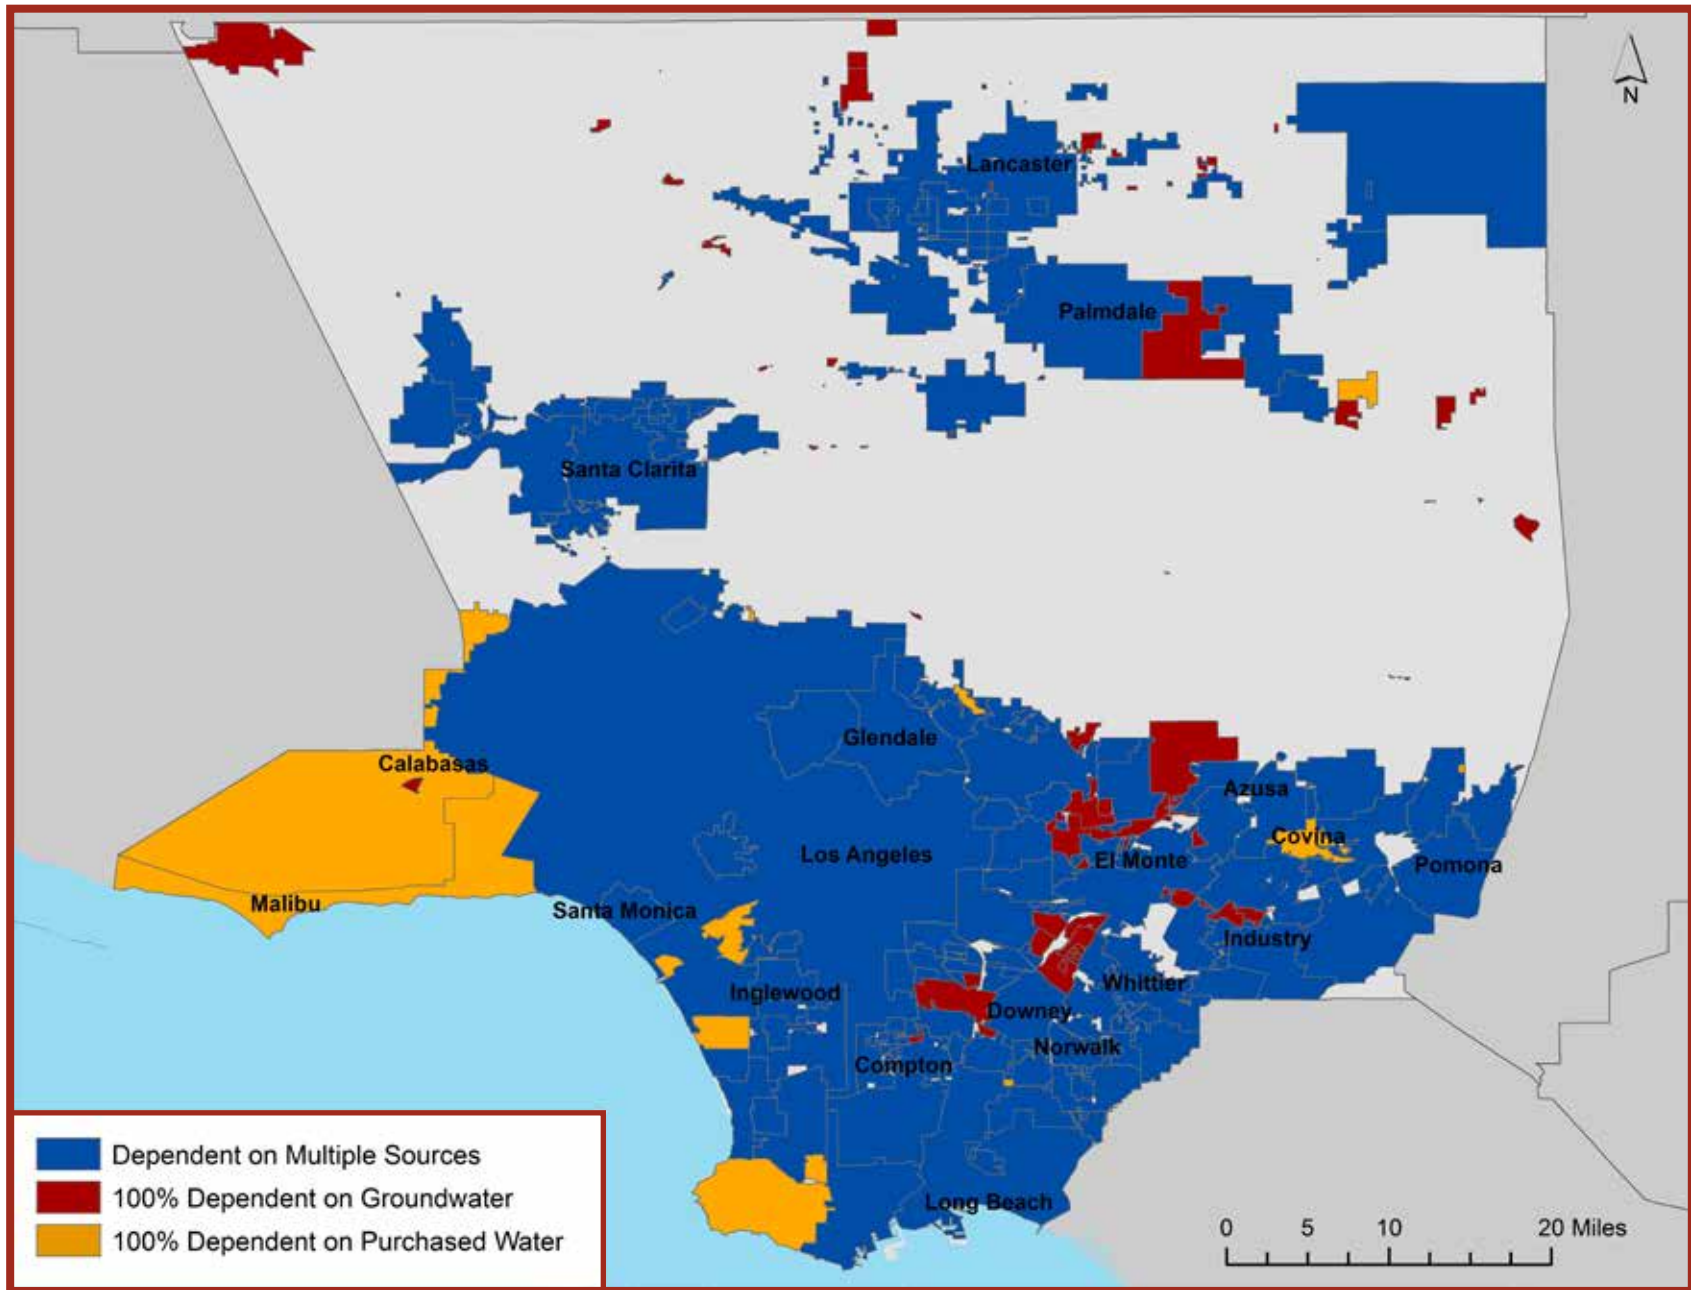 N
Lancaster
Palmdale
Santa Clarita
Glendale
Calabasas
Azusa
Covina
Los Angeles
El Monte
Pomona
Malibu
Santa Monica
Industry
Whittier
Inglewood
Downey
Norwalk
Compton
Long Beach
Dependent on Multiple Sources
100% Dependent on Groundwater
100% Dependent on Purchased Water
0 5 10 20 Miles